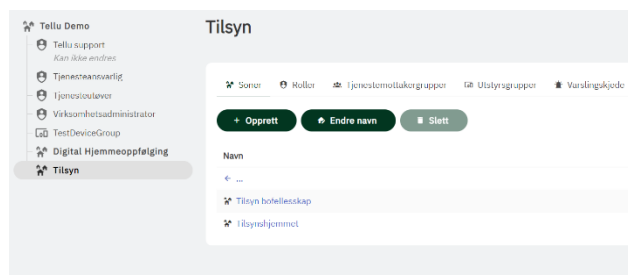 Tellu Demo
Tellu support
Kan ikke endres
Tjenesteansvarlig
Tjenesteutøver
Virksomhetsadministrator
TestDeviceGroup
Digital Hjemmeoppfølging
Tilsyn
Tilsyn
Soner Roller Tjenestemottakergrupper Utstyrsgrupper Varslingskjede
+ Opprett Endre navn Slett
Navn
← ...
Tilsyn bofellesskap
Tilsynshjemmet